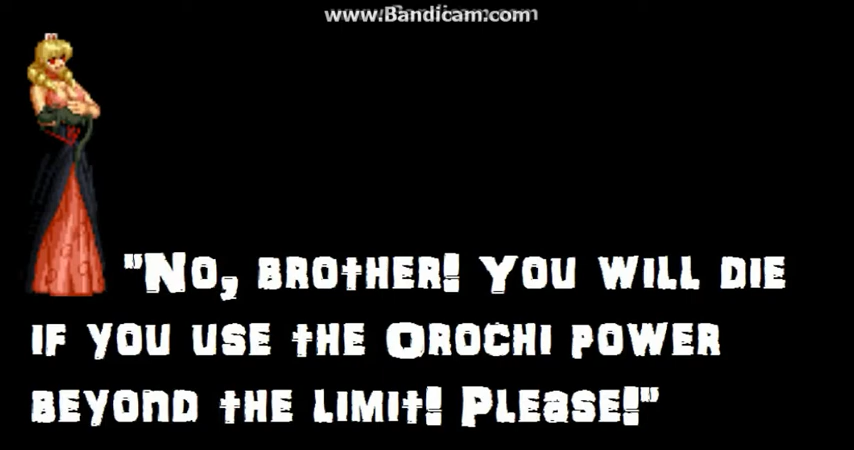 www.Bandicam.com
"No, brother! You will die
if you use the Orochi power
beyond the limit! Please!"